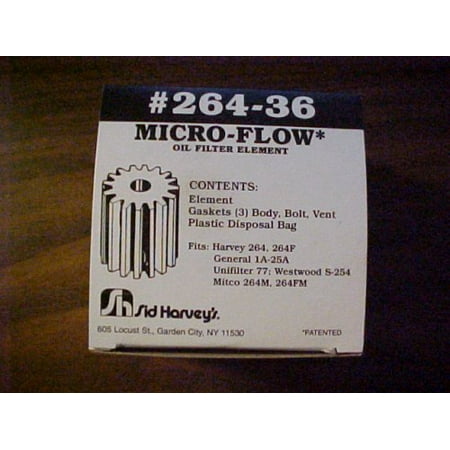 #264-36
MICRO-FLOW*
OIL FILTER ELEMENT
CONTENTS:
Element
Gaskets (3) Body, Bolt, Vent
Plastic Disposal Bag
Fits: Harvey 264, 264F
General 1A-25A
Unifilter 77; Westwood S-254
Mitco 264M, 264FM
Sh Sid Harvey's.
605 Locust St., Garden City, NY 11530
*PATENTED